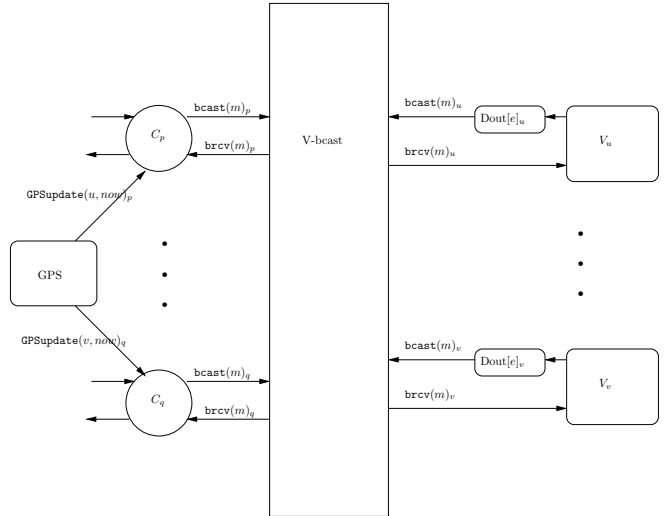 bcast(m)_p
bcast(m)_u
Dout[e]_u
C_p
V-bcast
V_u
brcv(m)_p
brcv(m)_u
GPSupdate(u, now)_p
GPS
GPSupdate(v, now)_q
bcast(m)_v
Dout[e]_v
bcast(m)_q
C_q
V_v
brcv(m)_v
brcv(m)_q